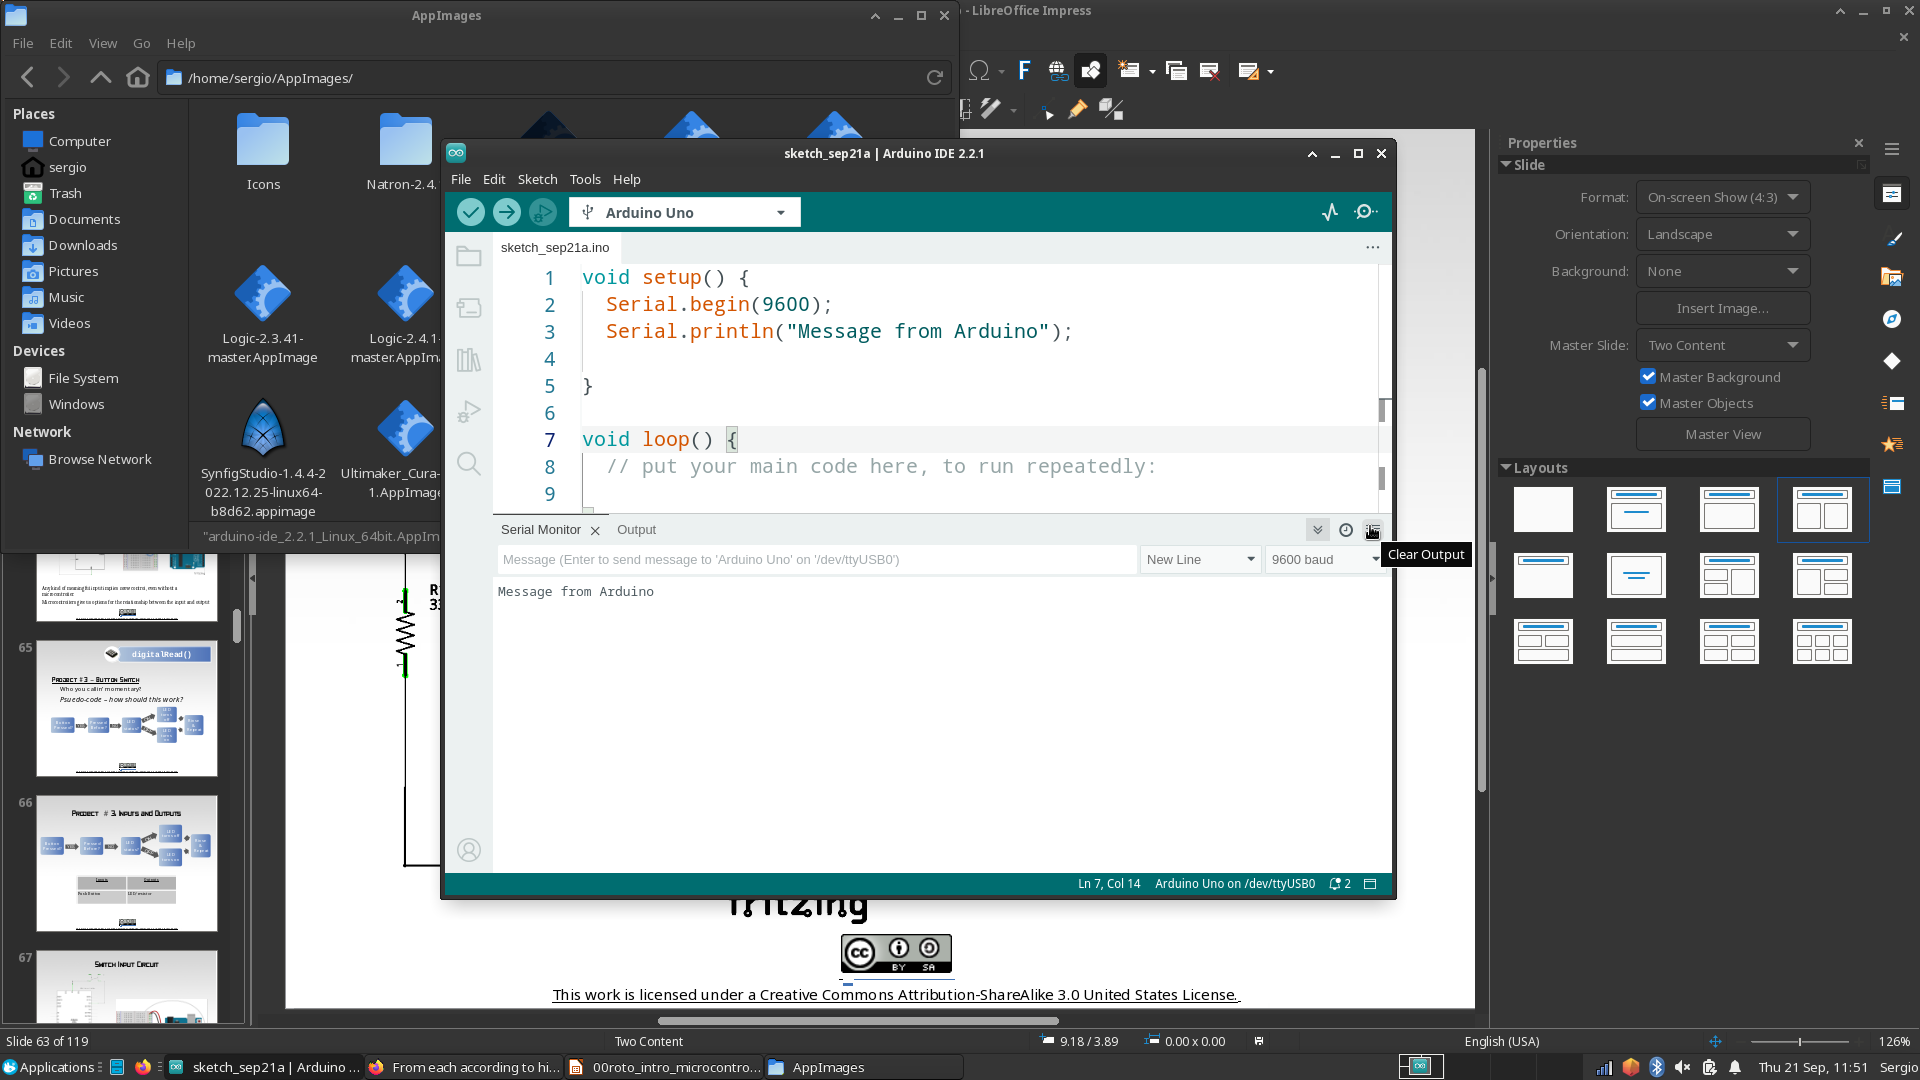 AppImages
File Edit View Go Help
/home/sergio/AppImages/
Places
Computer
sergio
Trash
Documents
Downloads
Pictures
Music
Videos
Devices
File System
Windows
Network
Browse Network
Icons
Natron-2.4.
Logic-2.3.41-
master.AppImage
Logic-2.4.1-
master.AppIm
SynfigStudio-1.4.4-2
022.12.25-linux64-
b8d62.appimage
Ultimaker_Cura-
1.AppImage
"arduino-ide_2.2.1_Linux_64bit.AppIm
- LibreOffice Impress
sketch_sep21a | Arduino IDE 2.2.1
File Edit Sketch Tools Help
Arduino Uno
sketch_sep21a.ino
1 void setup() {
2 Serial.begin(9600);
3 Serial.println("Message from Arduino");
4
5 }
6
7 void loop() {
8 // put your main code here, to run repeatedly:
9
Serial Monitor Output
Clear Output
Message (Enter to send message to 'Arduino Uno' on '/dev/ttyUSB0') New Line 9600 baud
Message from Arduino
Ln 7, Col 14 Arduino Uno on /dev/ttyUSB0 2
Properties
Slide
Format: On-screen Show (4:3)
Orientation: Landscape
Background: None
Insert Image...
Master Slide: Two Content
Master Background
Master Objects
Master View
Layouts
65
digitalRead()
Project #3 – Button Switch
Who you callin' momentary?
Psuedo-code – how should this work?
66
Project # 3. Inputs and Outputs
67
Switch Input Circuit
fritzing
cc BY SA
This work is licensed under a Creative Commons Attribution-ShareAlike 3.0 United States License.
Slide 63 of 119 Two Content 9.18 / 3.89 0.00 x 0.00 English (USA) 126%
Applications sketch_sep21a | Arduino ... From each according to hi... 00roto_intro_microcontro... AppImages Thu 21 Sep, 11:51 Sergio